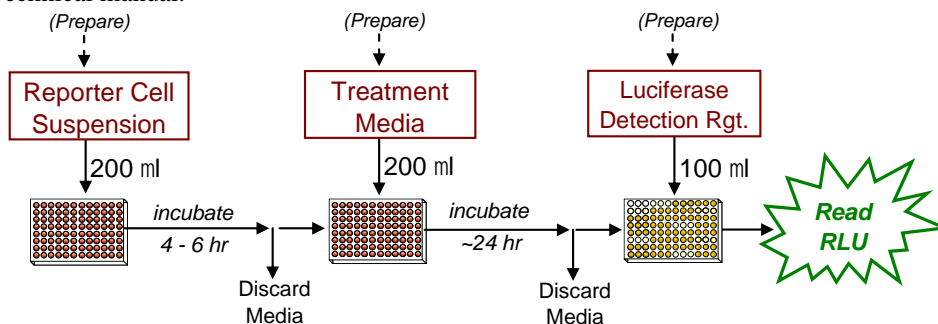 (Prepare)
(Prepare)
(Prepare)
Reporter Cell
Suspension
Treatment
Media
Luciferase
Detection Rgt.
200 ml
200 ml
100 ml
incubate
4 - 6 hr
incubate
~24 hr
Read
RLU
Discard
Media
Discard
Media